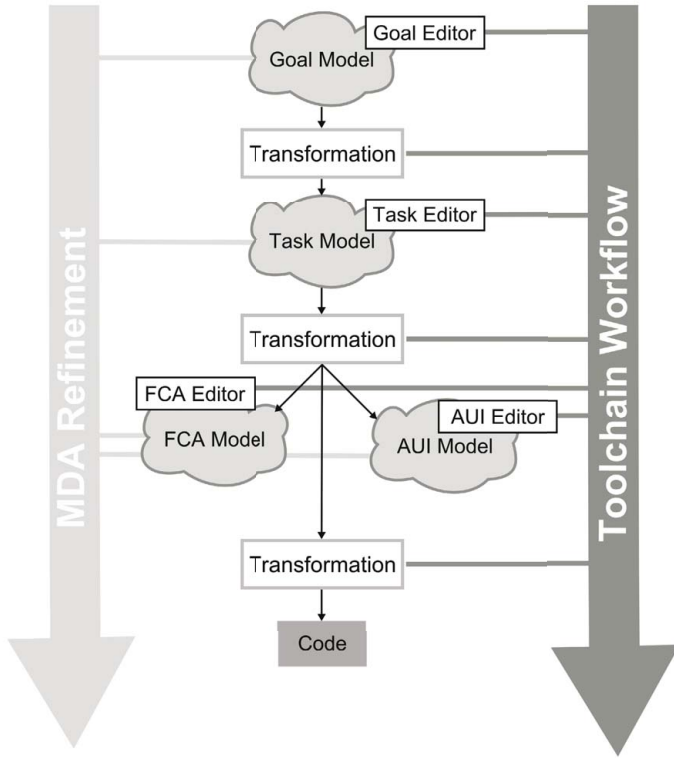 Goal Editor
Goal Model
Transformation
Task Editor
Task Model
Transformation
FCA Editor
AUI Editor
FCA Model
AUI Model
Transformation
Code
MDA Refinement
Toolchain Workflow